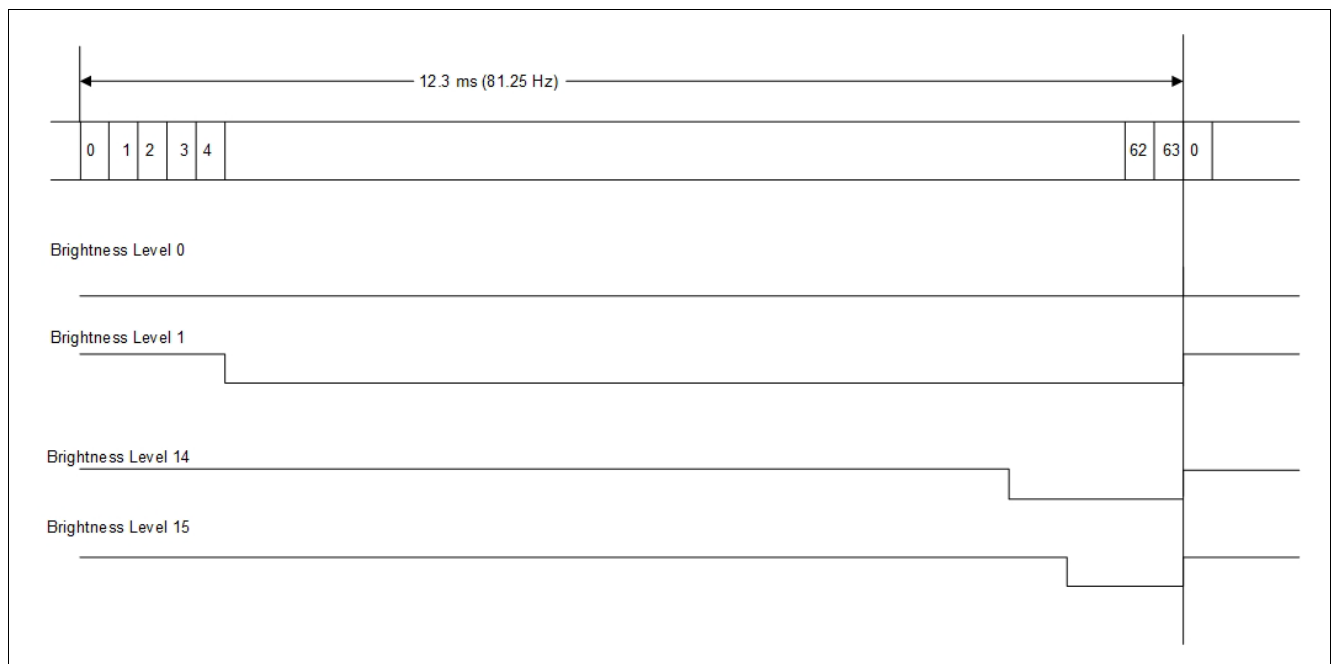 12.3 ms (81.25 Hz)
0 1 2 3 4 62 63 0
Brightness Level 0
Brightness Level 1
Brightness Level 14
Brightness Level 15